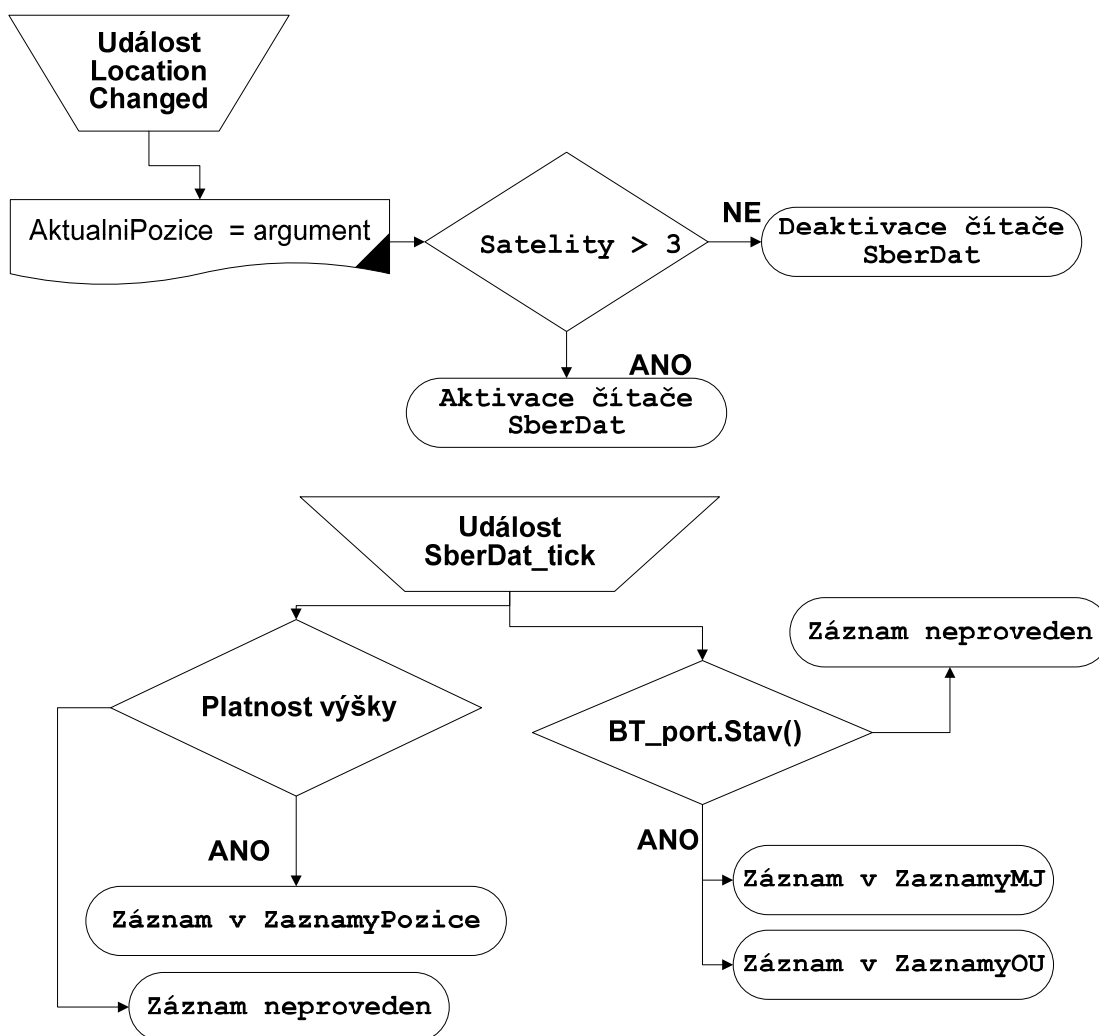 Událost
Location
Changed
AktualniPozice = argument
Satelity > 3
NE
Deaktivace čítače
SberDat
ANO
Aktivace čítače
SberDat
Událost
SberDat_tick
Záznam neproveden
Platnost výšky
BT_port.Stav()
ANO
ANO
Záznam v ZaznamyMJ
Záznam v ZaznamyPozice
Záznam v ZaznamyOU
Záznam neproveden